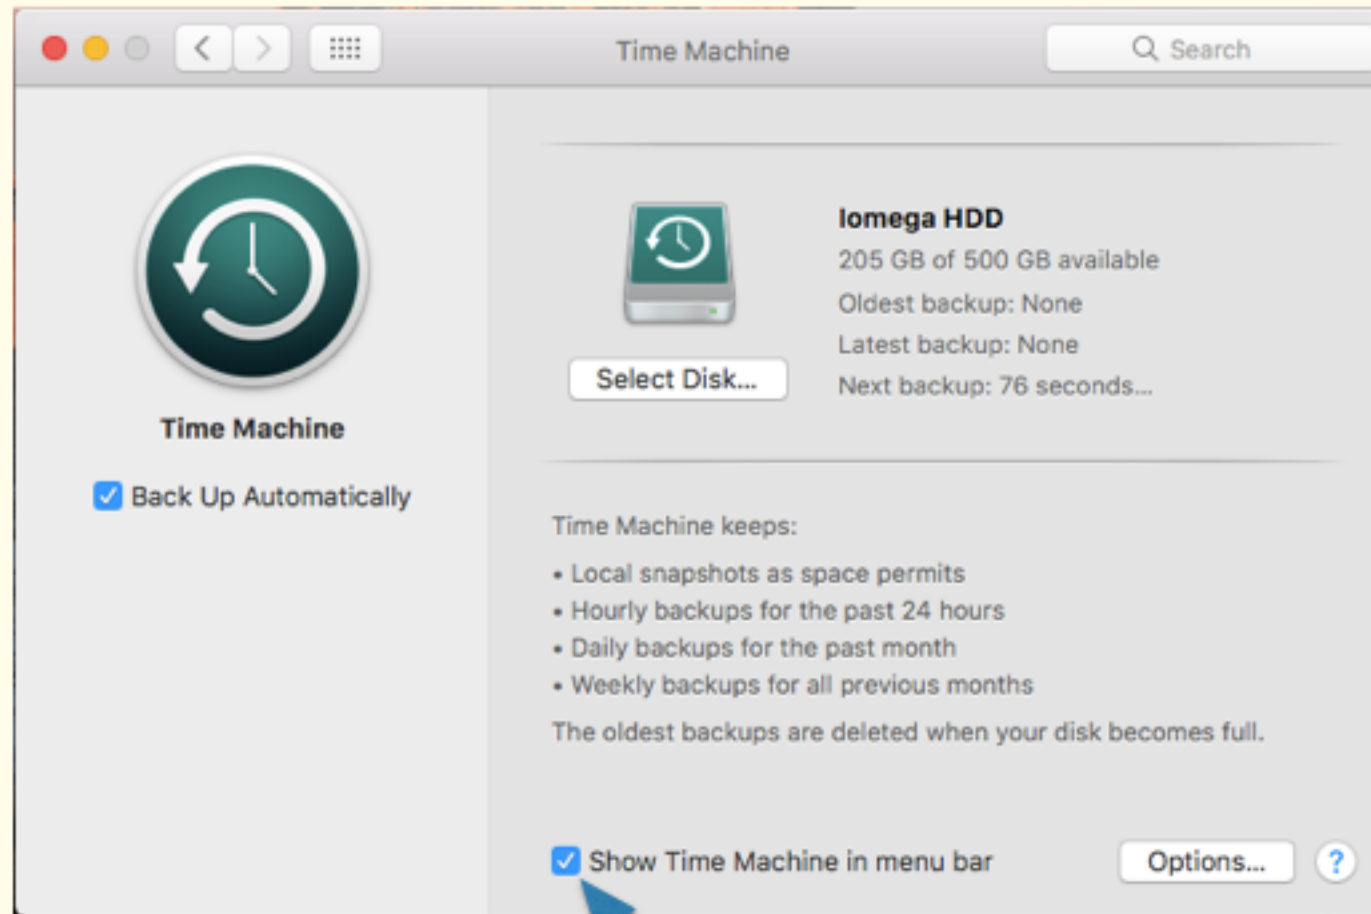 Time Machine
Search
Time Machine
Back Up Automatically
Iomega HDD
205 GB of 500 GB available
Oldest backup: None
Latest backup: None
Next backup: 76 seconds...
Select Disk...
Time Machine keeps:
• Local snapshots as space permits
• Hourly backups for the past 24 hours
• Daily backups for the past month
• Weekly backups for all previous months
The oldest backups are deleted when your disk becomes full.
Show Time Machine in menu bar
Options...
?